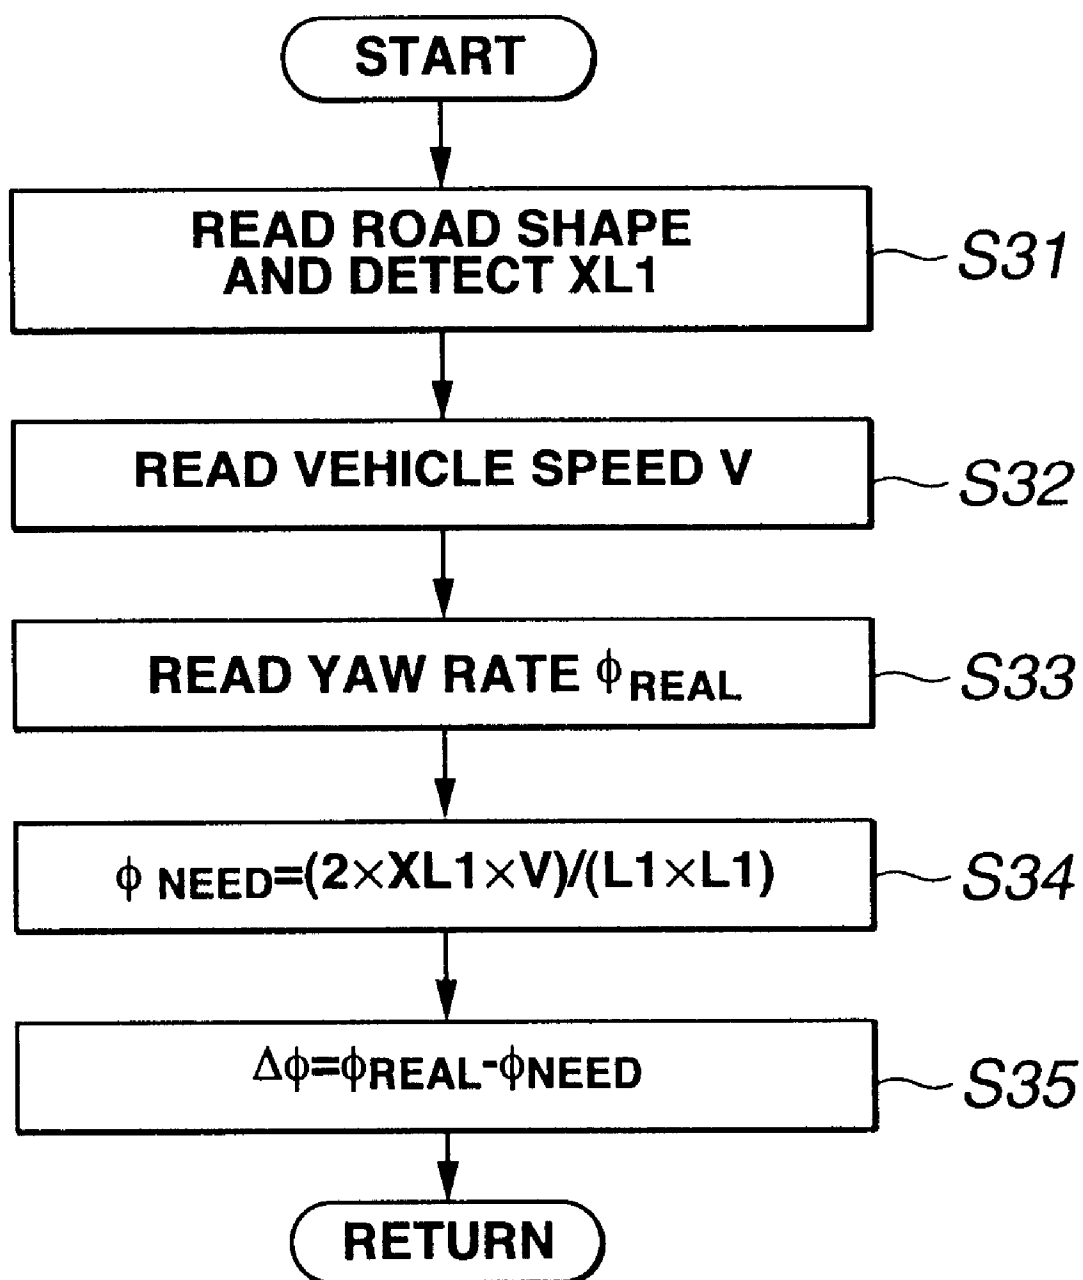 START
READ ROAD SHAPE
AND DETECT XL1
S31
READ VEHICLE SPEED V
S32
READ YAW RATE ϕ REAL
S33
ϕ NEED=(2×XL1×V)/(L1×L1)
S34
Δϕ=ϕREAL-ϕNEED
S35
RETURN